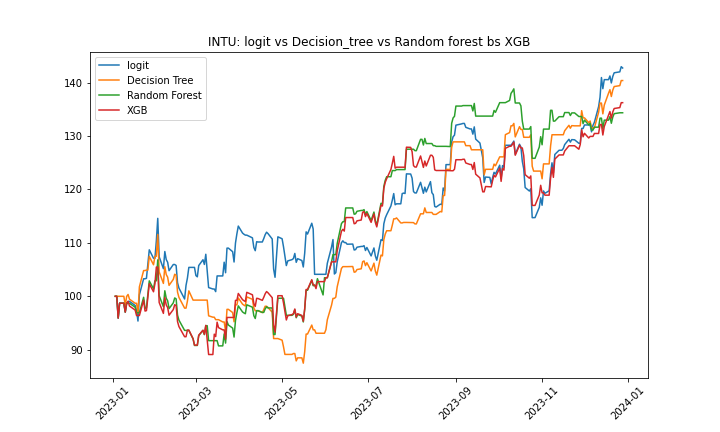 INTU: logit vs Decision_tree vs Random forest bs XGB
logit
Decision Tree
Random Forest
XGB
140
130
120
110
100
90
2023-01
2023-03
2023-05
2023-07
2023-09
2023-11
2024-01